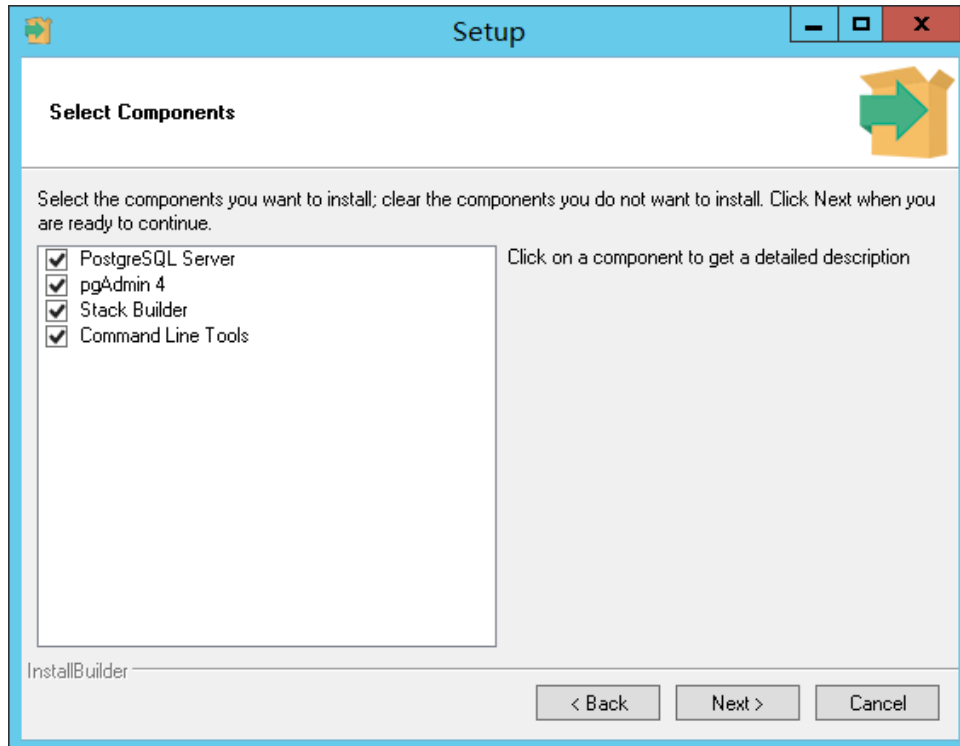 Setup
Select Components
Select the components you want to install; clear the components you do not want to install. Click Next when you
are ready to continue.
PostgreSQL Server
pgAdmin 4
Stack Builder
Command Line Tools
Click on a component to get a detailed description
InstallBuilder
< Back
Next >
Cancel